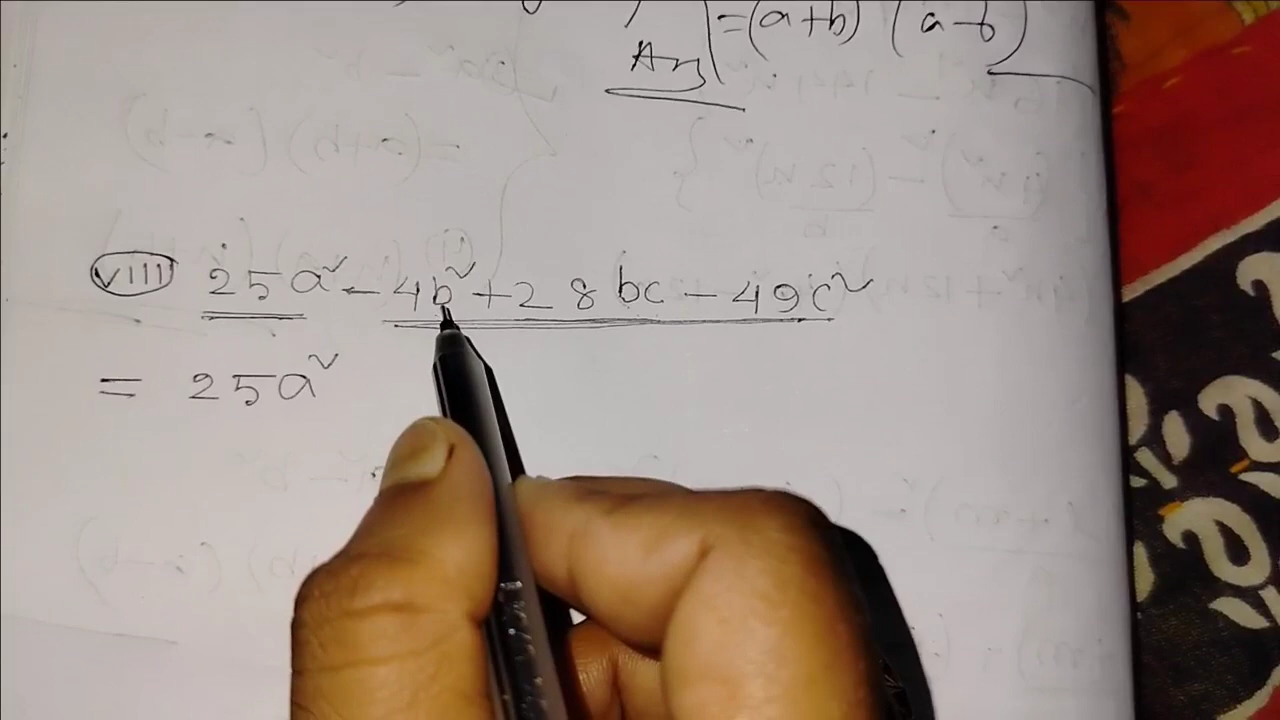 =(a+b) (a-b)
Ans
(viii) 25a² - 4b² + 28bc - 49c²
= 25a²